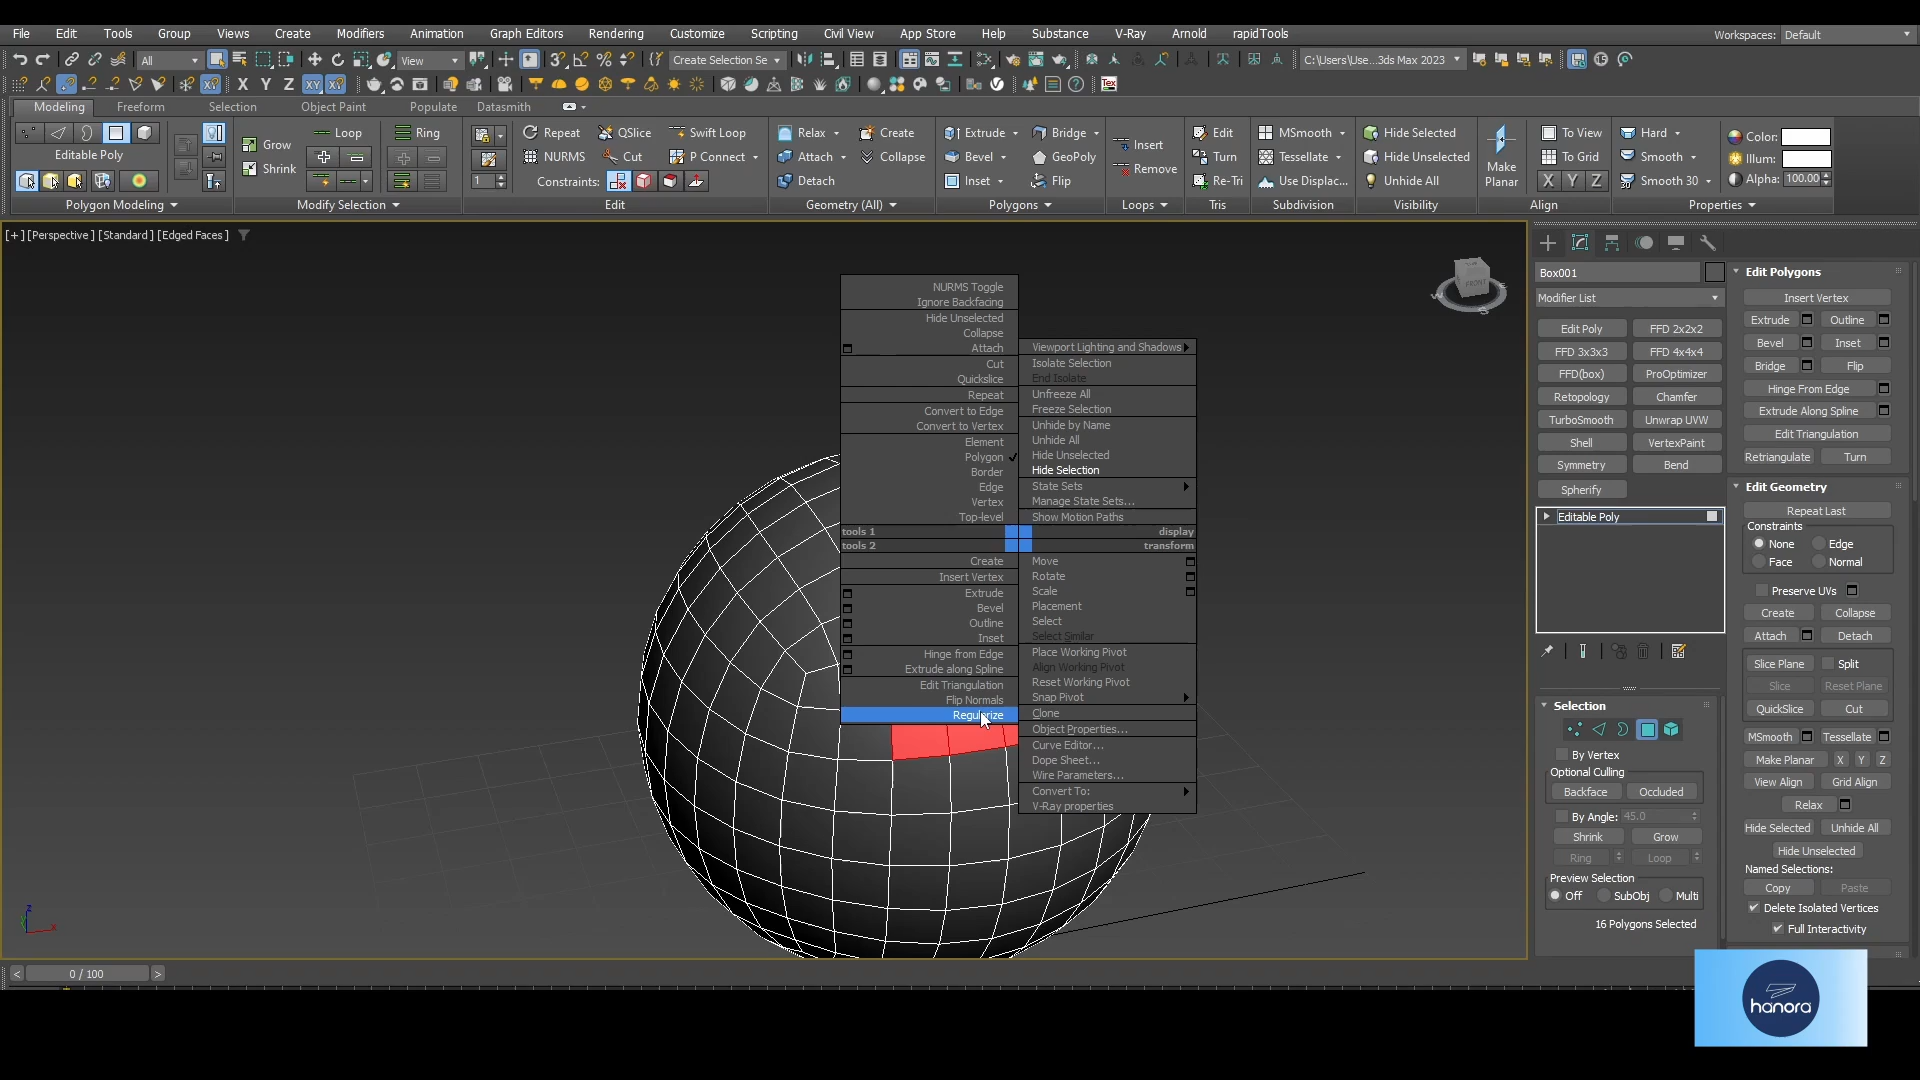 File Edit Tools Group Views Create Modifiers Animation Graph Editors Rendering Customize Scripting Civil View App Store Help Substance V-Ray Arnold rapidTools Workspaces: Default
All View Create Selection Se C:\Users\Use...3ds Max 2023
X Y Z XY XY Tex
Modeling Freeform Selection Object Paint Populate Datasmith
Loop Ring Repeat QSlice Swift Loop Relax Create Extrude Bridge Insert Edit MSmooth Hide Selected To View Hard Color:
Editable Poly Grow Shrink NURMS Cut P Connect Attach Collapse Bevel GeoPoly Remove Turn Tessellate Hide Unselected Make Planar To Grid Smooth Illum:
1 Constraints: Detach Inset Flip Re-Tri Use Displac... Unhide All X Y Z Smooth 30 Alpha: 100.00
Polygon Modeling Modify Selection Edit Geometry (All) Polygons Loops Tris Subdivision Visibility Align Properties
[+] [Perspective] [Standard] [Edged Faces]
FRONT
NURMS Toggle
Ignore Backfacing
Hide Unselected
Collapse
Attach
Cut
Quickslice
Repeat
Convert to Edge
Convert to Vertex
Element
Polygon
Border
Edge
Vertex
Top-level
tools 1
tools 2
Create
Insert Vertex
Extrude
Bevel
Outline
Inset
Hinge from Edge
Extrude along Spline
Edit Triangulation
Flip Normals
Regularize
Viewport Lighting and Shadows
Isolate Selection
End Isolate
Unfreeze All
Freeze Selection
Unhide by Name
Unhide All
Hide Unselected
Hide Selection
State Sets
Manage State Sets...
Show Motion Paths
display
transform
Move
Rotate
Scale
Placement
Select
Select Similar
Place Working Pivot
Align Working Pivot
Reset Working Pivot
Snap Pivot
Clone
Object Properties...
Curve Editor...
Dope Sheet...
Wire Parameters...
Convert To:
V-Ray properties
Box001
Modifier List
Edit Poly FFD 2x2x2
FFD 3x3x3 FFD 4x4x4
FFD(box) ProOptimizer
Retopology Chamfer
TurboSmooth Unwrap UVW
Shell VertexPaint
Symmetry Bend
Spherify
Editable Poly
Selection
By Vertex
Optional Culling
Backface Occluded
By Angle: 45.0
Shrink Grow
Ring Loop
Preview Selection
Off SubObj Multi
16 Polygons Selected
Edit Polygons
Insert Vertex
Extrude Outline
Bevel Inset
Bridge Flip
Hinge From Edge
Extrude Along Spline
Edit Triangulation
Retriangulate Turn
Edit Geometry
Repeat Last
Constraints
None Edge
Face Normal
Preserve UVs
Create Collapse
Attach Detach
Slice Plane Split
Slice Reset Plane
QuickSlice Cut
MSmooth Tessellate
Make Planar X Y Z
View Align Grid Align
Relax
Hide Selected Unhide All
Hide Unselected
Named Selections:
Copy Paste
Delete Isolated Vertices
Full Interactivity
z
x
< 0 / 100 >
hanora